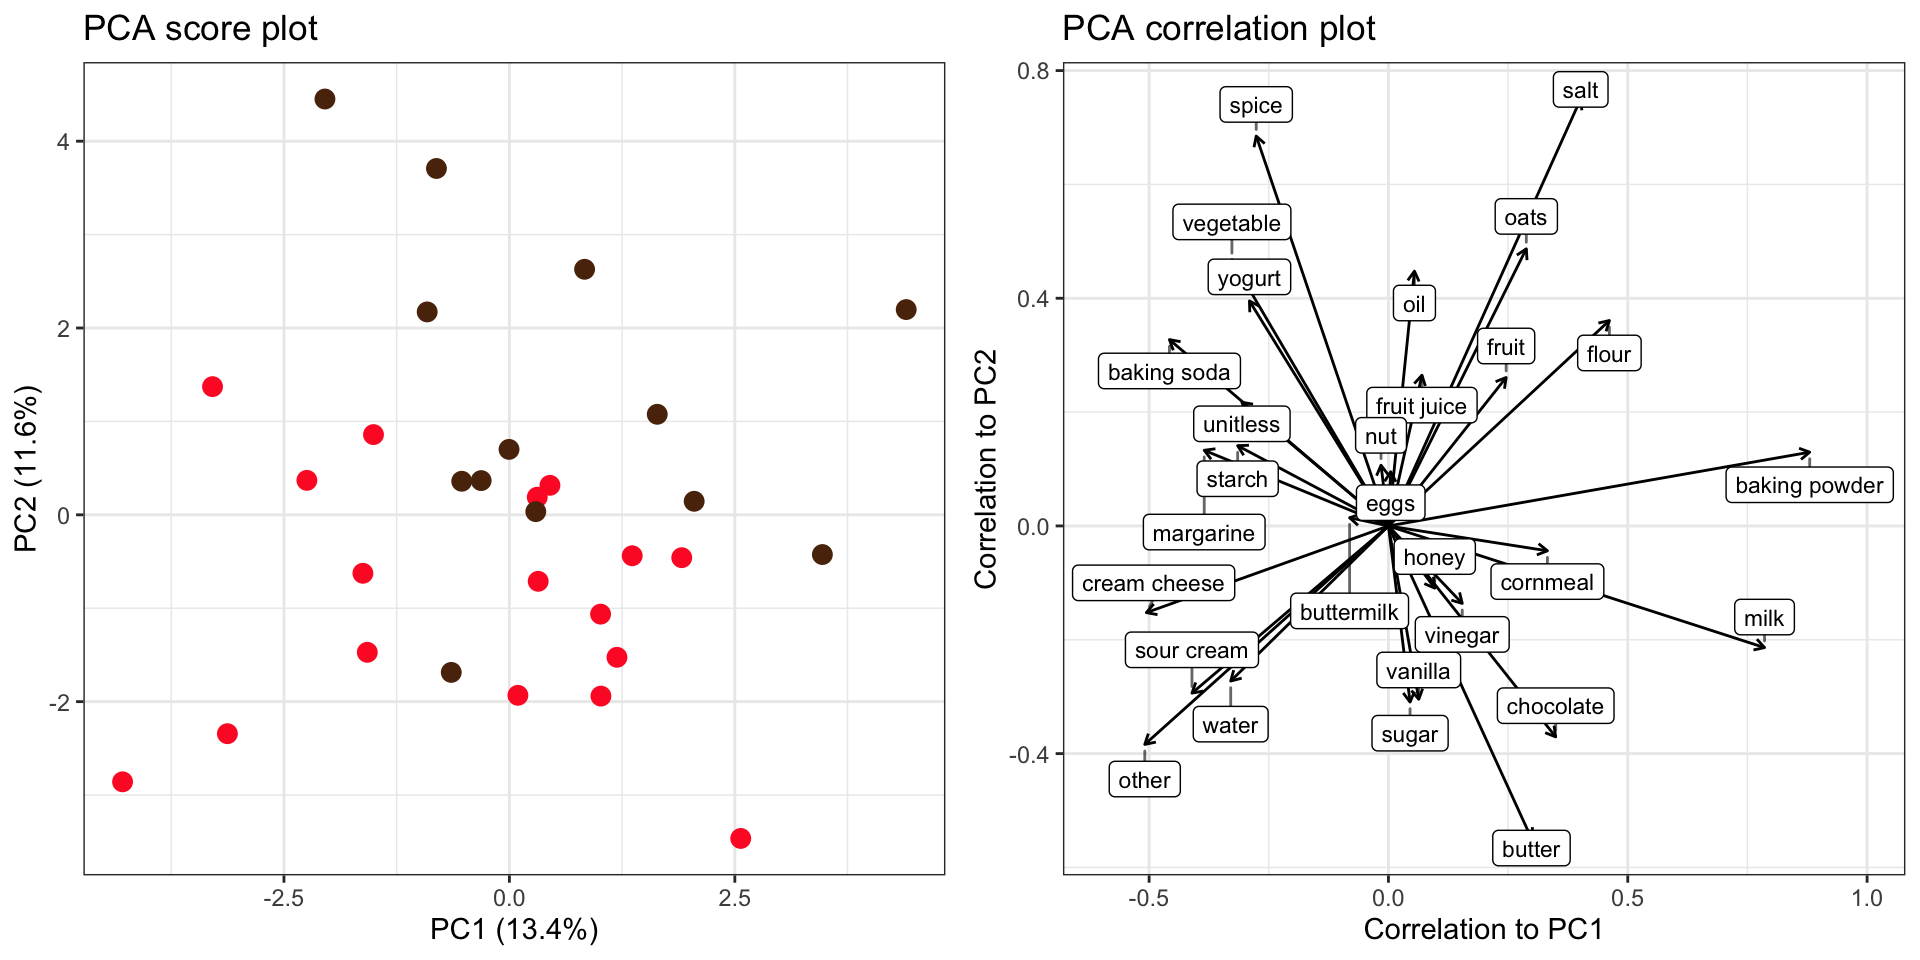 PCA score plot
4
2
0
-2
-2.5
0.0
2.5
PC1 (13.4%)
PC2 (11.6%)
PCA correlation plot
0.8
0.4
0.0
-0.4
-0.5
0.0
0.5
1.0
Correlation to PC1
Correlation to PC2
salt
spice
oats
vegetable
yogurt
oil
fruit
flour
baking soda
fruit juice
unitless
nut
starch
baking powder
eggs
margarine
honey
cream cheese
cornmeal
buttermilk
milk
vinegar
sour cream
vanilla
chocolate
water
sugar
other
butter